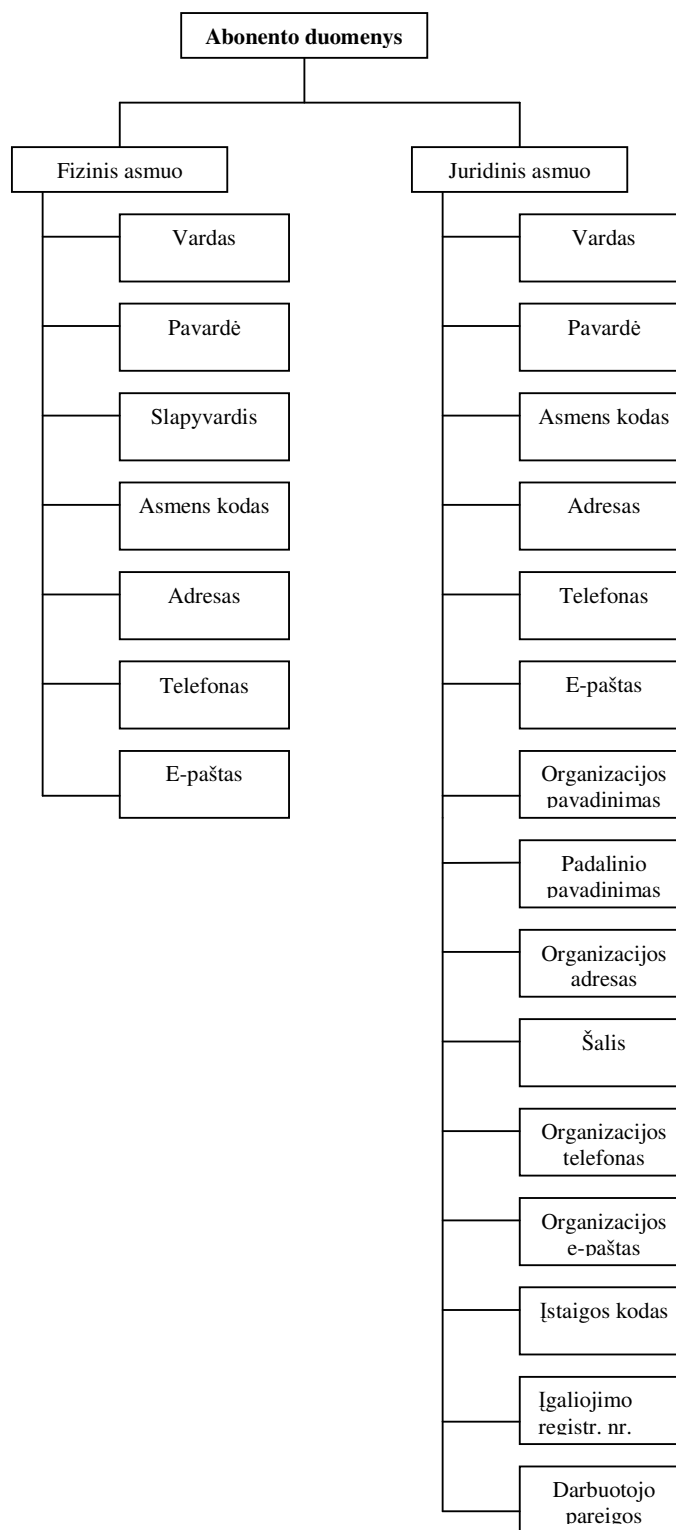 Abonento duomenys
Fizinis asmuo
Vardas
Pavardė
Slapyvardis
Asmens kodas
Adresas
Telefonas
E-paštas
Juridinis asmuo
Vardas
Pavardė
Asmens kodas
Adresas
Telefonas
E-paštas
Organizacijos
pavadinimas
Padalinio
pavadinimas
Organizacijos
adresas
Šalis
Organizacijos
telefonas
Organizacijos
e-paštas
Įstaigos kodas
Įgaliojimo
registr. nr.
Darbuotojo
pareigos